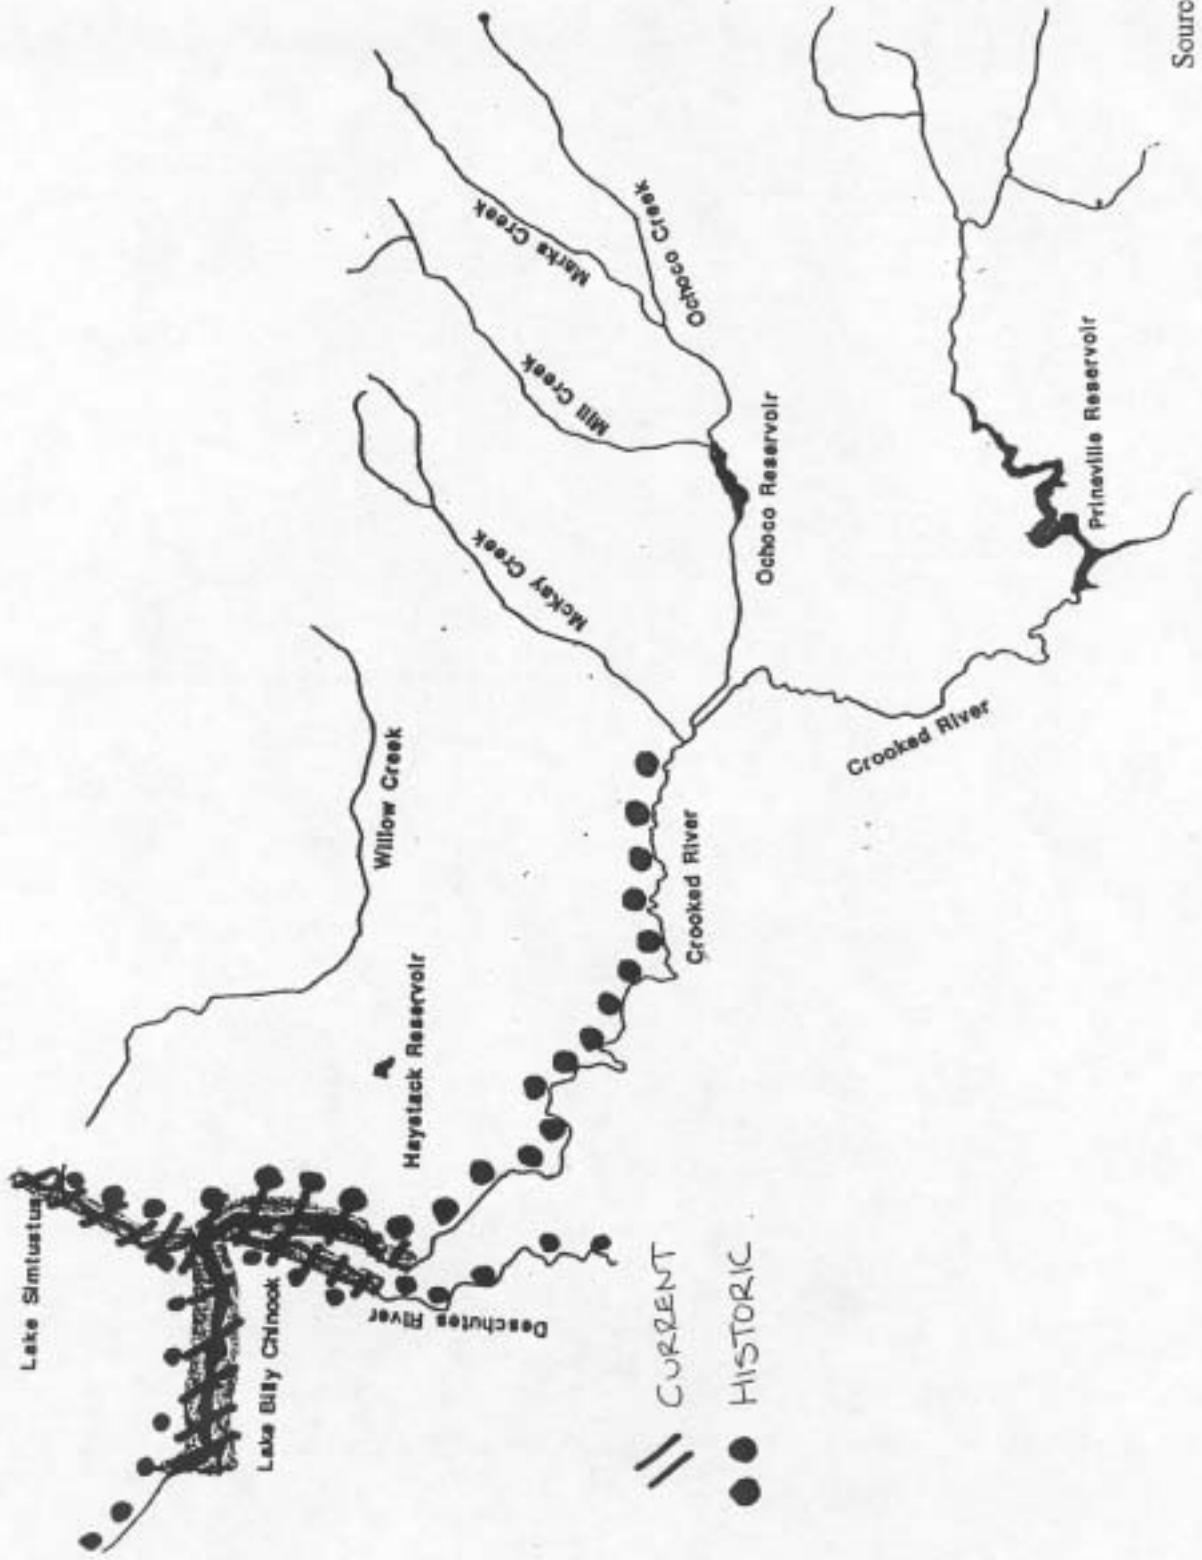 Lake Simtustus
Lake Billy Chinook
Deschutes River
Haystack Reservoir
Willow Creek
Crooked River
McKay Creek
Mill Creek
Marks Creek
Ochoco Creek
Ochoco Reservoir
Crooked River
Prineville Reservoir
CURRENT
HISTORIC
Sourc